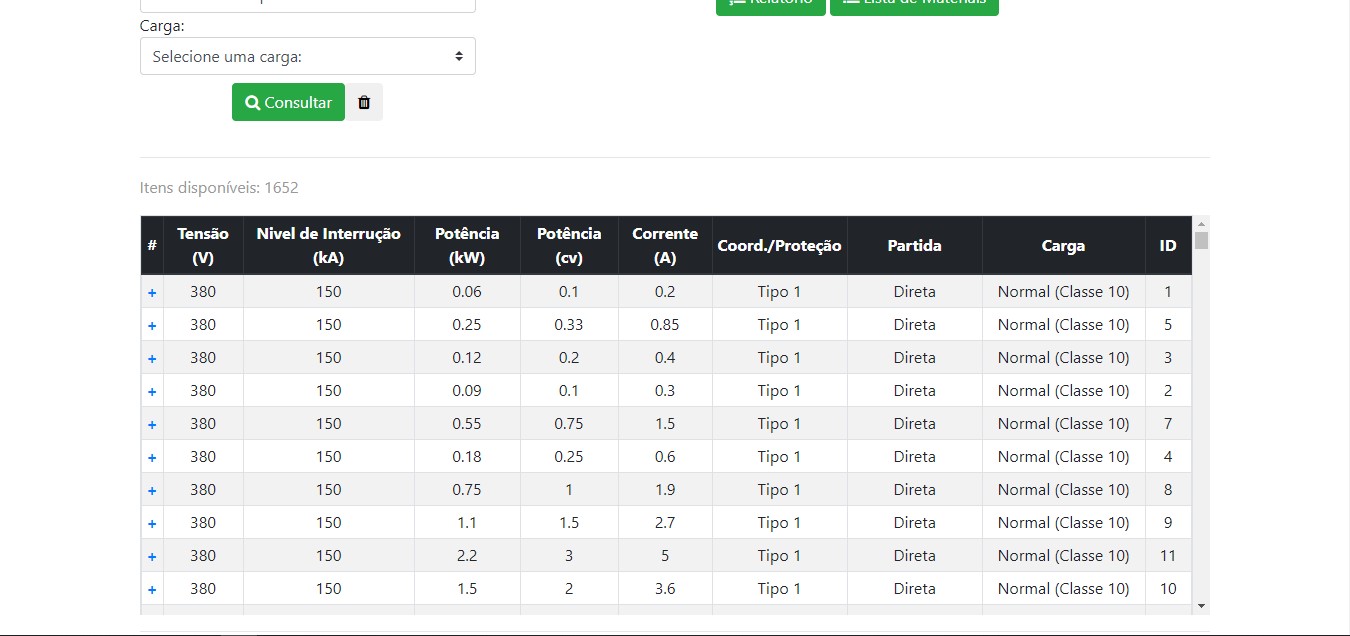 Relatório Lista de Materiais
Carga:
Selecione uma carga:
Consultar
Itens disponíveis: 1652
# Tensão (V) Nivel de Interrução (kA) Potência (kW) Potência (cv) Corrente (A) Coord./Proteção Partida Carga ID
+ 380 150 0.06 0.1 0.2 Tipo 1 Direta Normal (Classe 10) 1
+ 380 150 0.25 0.33 0.85 Tipo 1 Direta Normal (Classe 10) 5
+ 380 150 0.12 0.2 0.4 Tipo 1 Direta Normal (Classe 10) 3
+ 380 150 0.09 0.1 0.3 Tipo 1 Direta Normal (Classe 10) 2
+ 380 150 0.55 0.75 1.5 Tipo 1 Direta Normal (Classe 10) 7
+ 380 150 0.18 0.25 0.6 Tipo 1 Direta Normal (Classe 10) 4
+ 380 150 0.75 1 1.9 Tipo 1 Direta Normal (Classe 10) 8
+ 380 150 1.1 1.5 2.7 Tipo 1 Direta Normal (Classe 10) 9
+ 380 150 2.2 3 5 Tipo 1 Direta Normal (Classe 10) 11
+ 380 150 1.5 2 3.6 Tipo 1 Direta Normal (Classe 10) 10